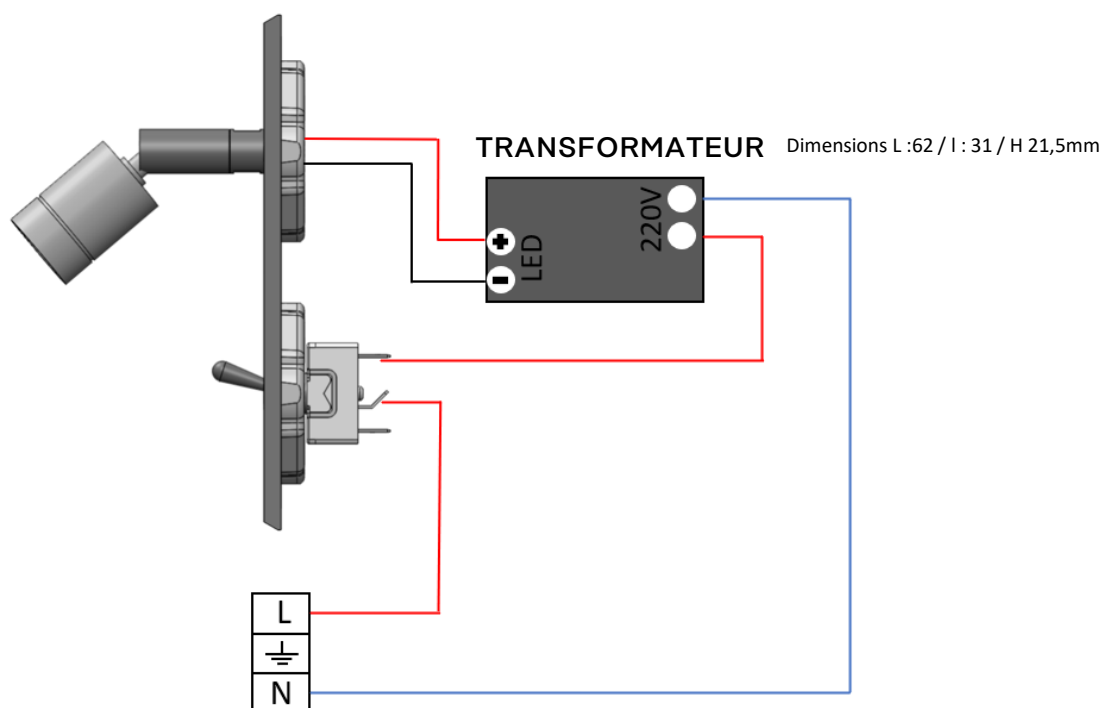 TRANSFORMATEUR
Dimensions L :62 / l : 31 / H 21,5mm
220V
LED
L
N